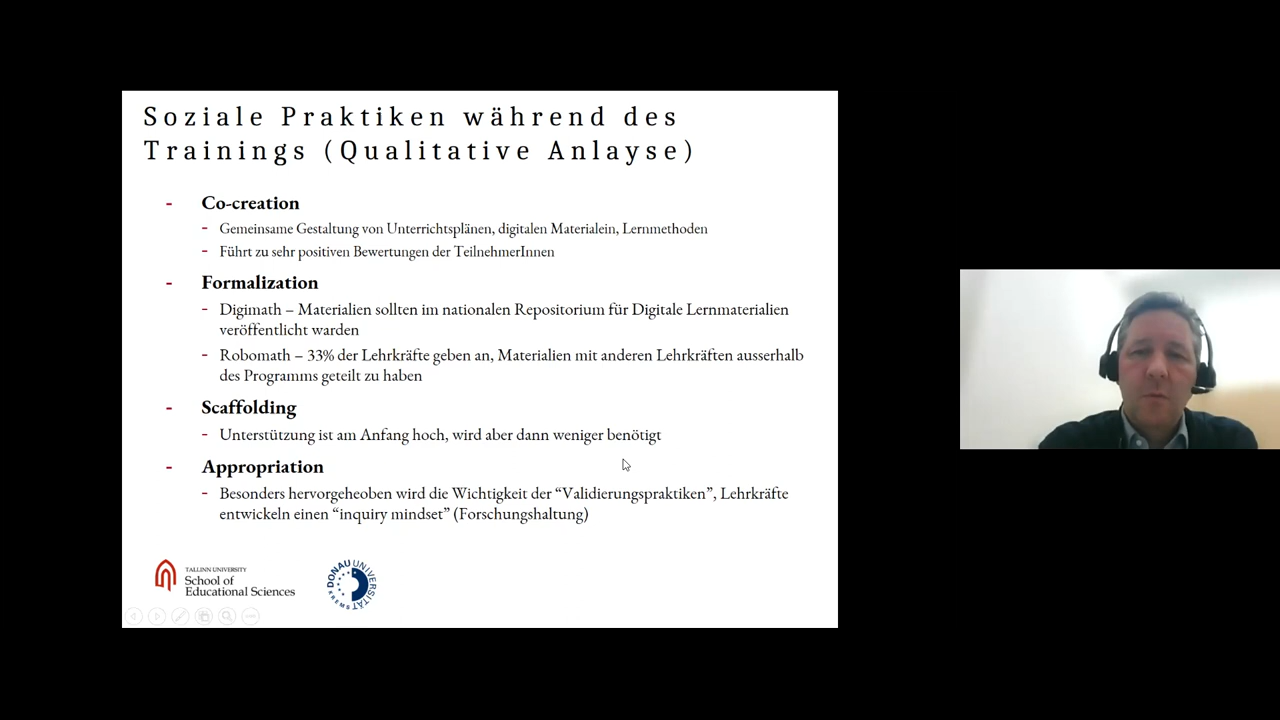 Soziale Praktiken während des
Trainings (Qualitative Anlayse)
- Co-creation
- Gemeinsame Gestaltung von Unterrichtsplänen, digitalen Materialein, Lernmethoden
- Führt zu sehr positiven Bewertungen der TeilnehmerInnen
- Formalization
- Digimath – Materialien sollten im nationalen Repositorium für Digitale Lernmaterialien
veröffentlicht warden
- Robomath – 33% der Lehrkräfte geben an, Materialien mit anderen Lehrkräften ausserhalb
des Programms geteilt zu haben
- Scaffolding
- Unterstützung ist am Anfang hoch, wird aber dann weniger benötigt
- Appropriation
- Besonders hervorgeheoben wird die Wichtigkeit der “Validierungspraktiken”, Lehrkräfte
entwickeln einen “inquiry mindset” (Forschungshaltung)
TALLINN UNIVERSITY
School of
Educational Sciences
DONAU UNIVERSITÄT
KREMS